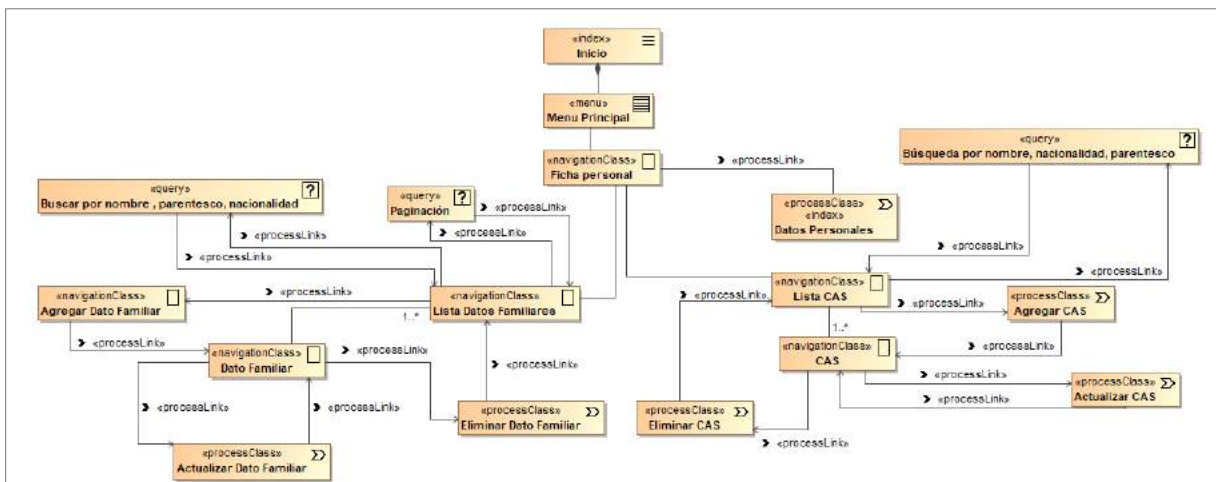 «index»
Inicio
«menu»
Menu Principal
«navigationClass»
Ficha personal
«processLink»
«query»
Búsqueda por nombre, nacionalidad, parentesco
«query»
Buscar por nombre , parentesco, nacionalidad
«query»
Paginación
«processLink»
«processClass»
«index»
Datos Personales
«processLink»
«processLink»
«processLink»
«processLink»
«processLink»
«processLink»
«navigationClass»
Agregar Dato Familiar
«processLink»
«navigationClass»
Lista Datos Familiares
1..*
«navigationClass»
Lista CAS
«processLink»
«processLink»
«processClass»
Agregar CAS
«processLink»
1..*
«navigationClass»
Dato Familiar
«processLink»
«processLink»
«navigationClass»
CAS
«processLink»
«processLink»
«processLink»
«processClass»
Actualizar CAS
«processLink»
«processLink»
«processLink»
«processClass»
Eliminar Dato Familiar
«processClass»
Eliminar CAS
«processLink»
«processClass»
Actualizar Dato Familiar